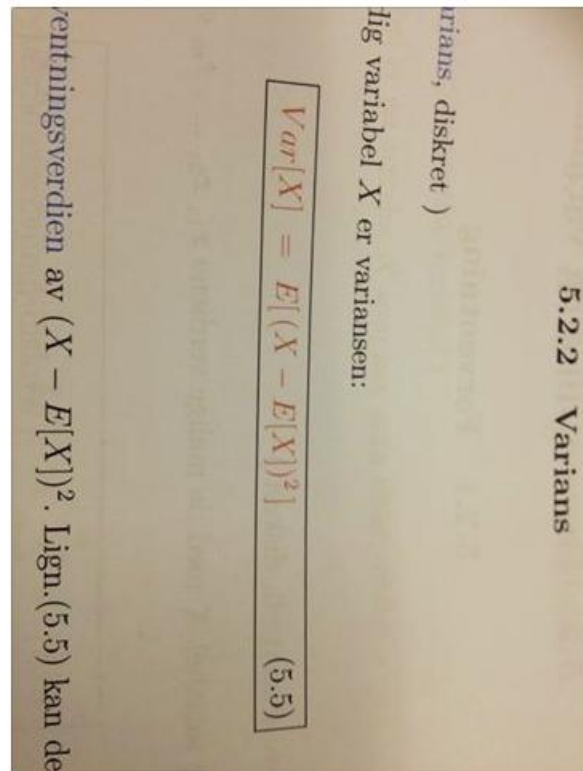 5.2.2 Varians
rians, diskret )
dig variabel X er variansen:
Var[X] = E[(X − E[X])²] (5.5)
ventningsverdien av (X − E[X])². Lign.(5.5) kan de